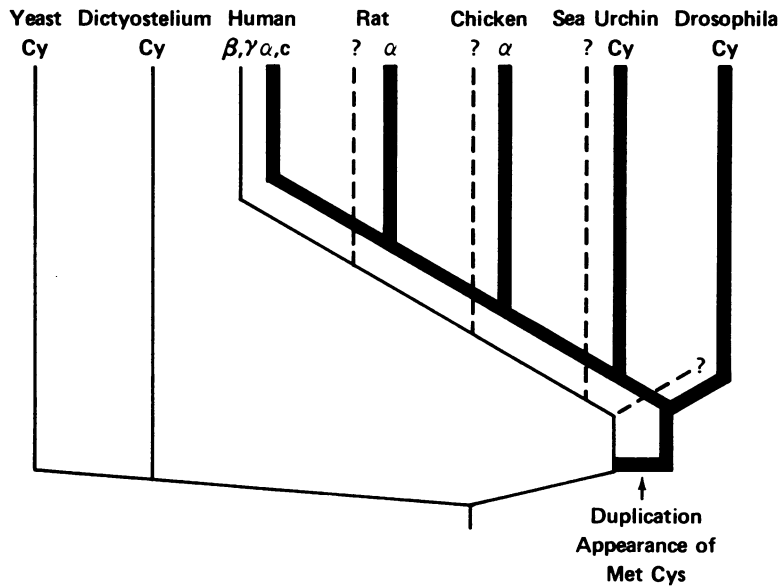 Yeast Dictyostelium Human Rat Chicken Sea Urchin Drosophila
Cy Cy β,γ α,c ? α ? α ? Cy Cy
?
Duplication
Appearance of
Met Cys